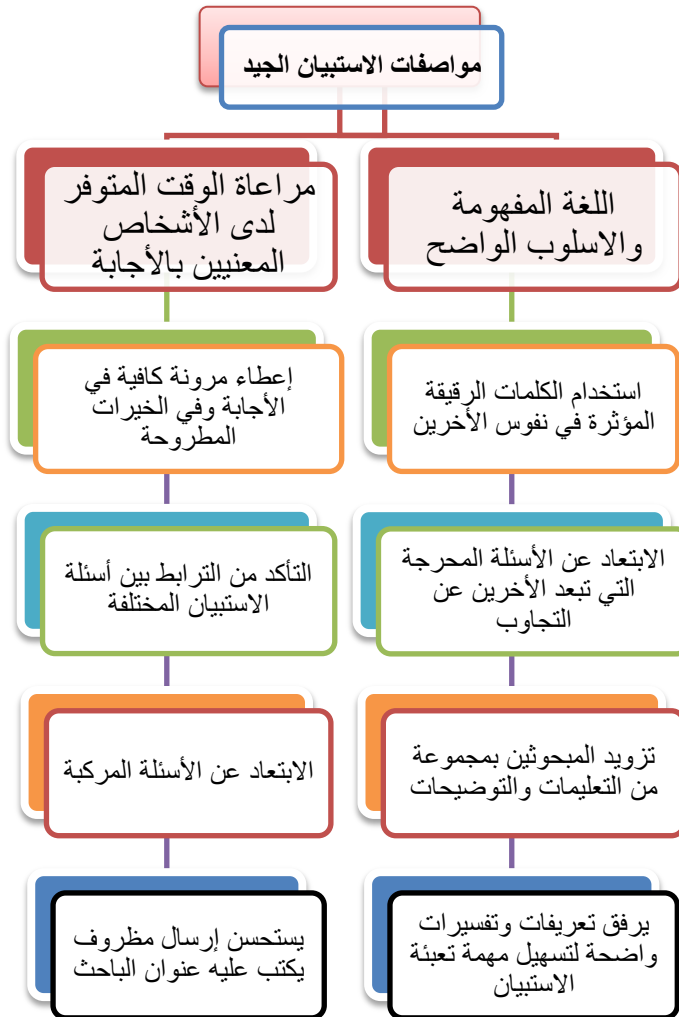 مواصفات الاستبيان الجيد
اللغة المفهومة
والاسلوب الواضح
استخدام الكلمات الرقيقة
المؤثرة في نفوس الأخرين
الابتعاد عن الأسئلة المحرجة
التي تبعد الأخرين عن
التجاوب
تزويد المبحوثين بمجموعة
من التعليمات والتوضيحات
يرفق تعريفات وتفسيرات
واضحة لتسهيل مهمة تعبئة
الاستبيان
مراعاة الوقت المتوفر
لدى الأشخاص
المعنيين بالأجابة
إعطاء مرونة كافية في
الأجابة وفي الخيرات
المطروحة
التأكد من الترابط بين أسئلة
الاستبيان المختلفة
الابتعاد عن الأسئلة المركبة
يستحسن إرسال مظروف
يكتب عليه عنوان الباحث